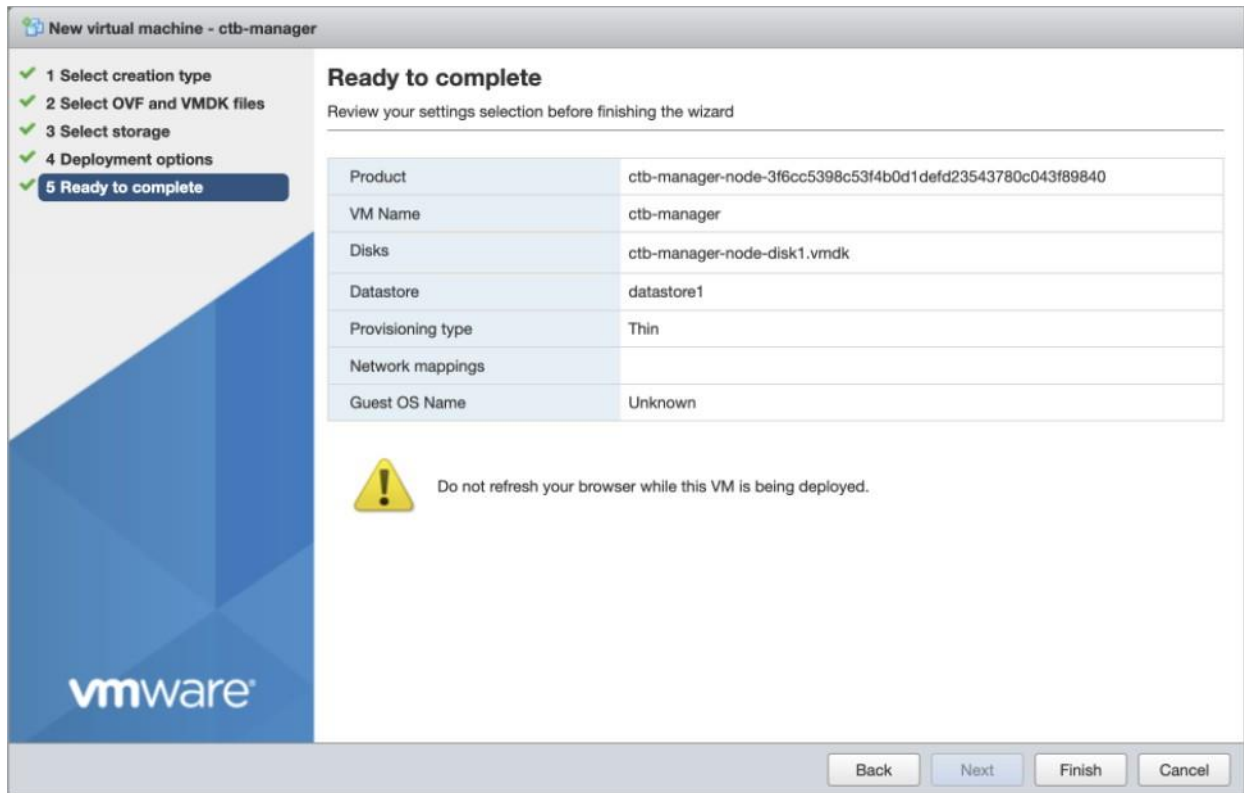 New virtual machine - ctb-manager
1 Select creation type
2 Select OVF and VMDK files
3 Select storage
4 Deployment options
5 Ready to complete
Ready to complete
Review your settings selection before finishing the wizard
Product ctb-manager-node-3f6cc5398c53f4b0d1defd23543780c043f89840
VM Name ctb-manager
Disks ctb-manager-node-disk1.vmdk
Datastore datastore1
Provisioning type Thin
Network mappings
Guest OS Name Unknown
Do not refresh your browser while this VM is being deployed.
vmware®
Back Next Finish Cancel